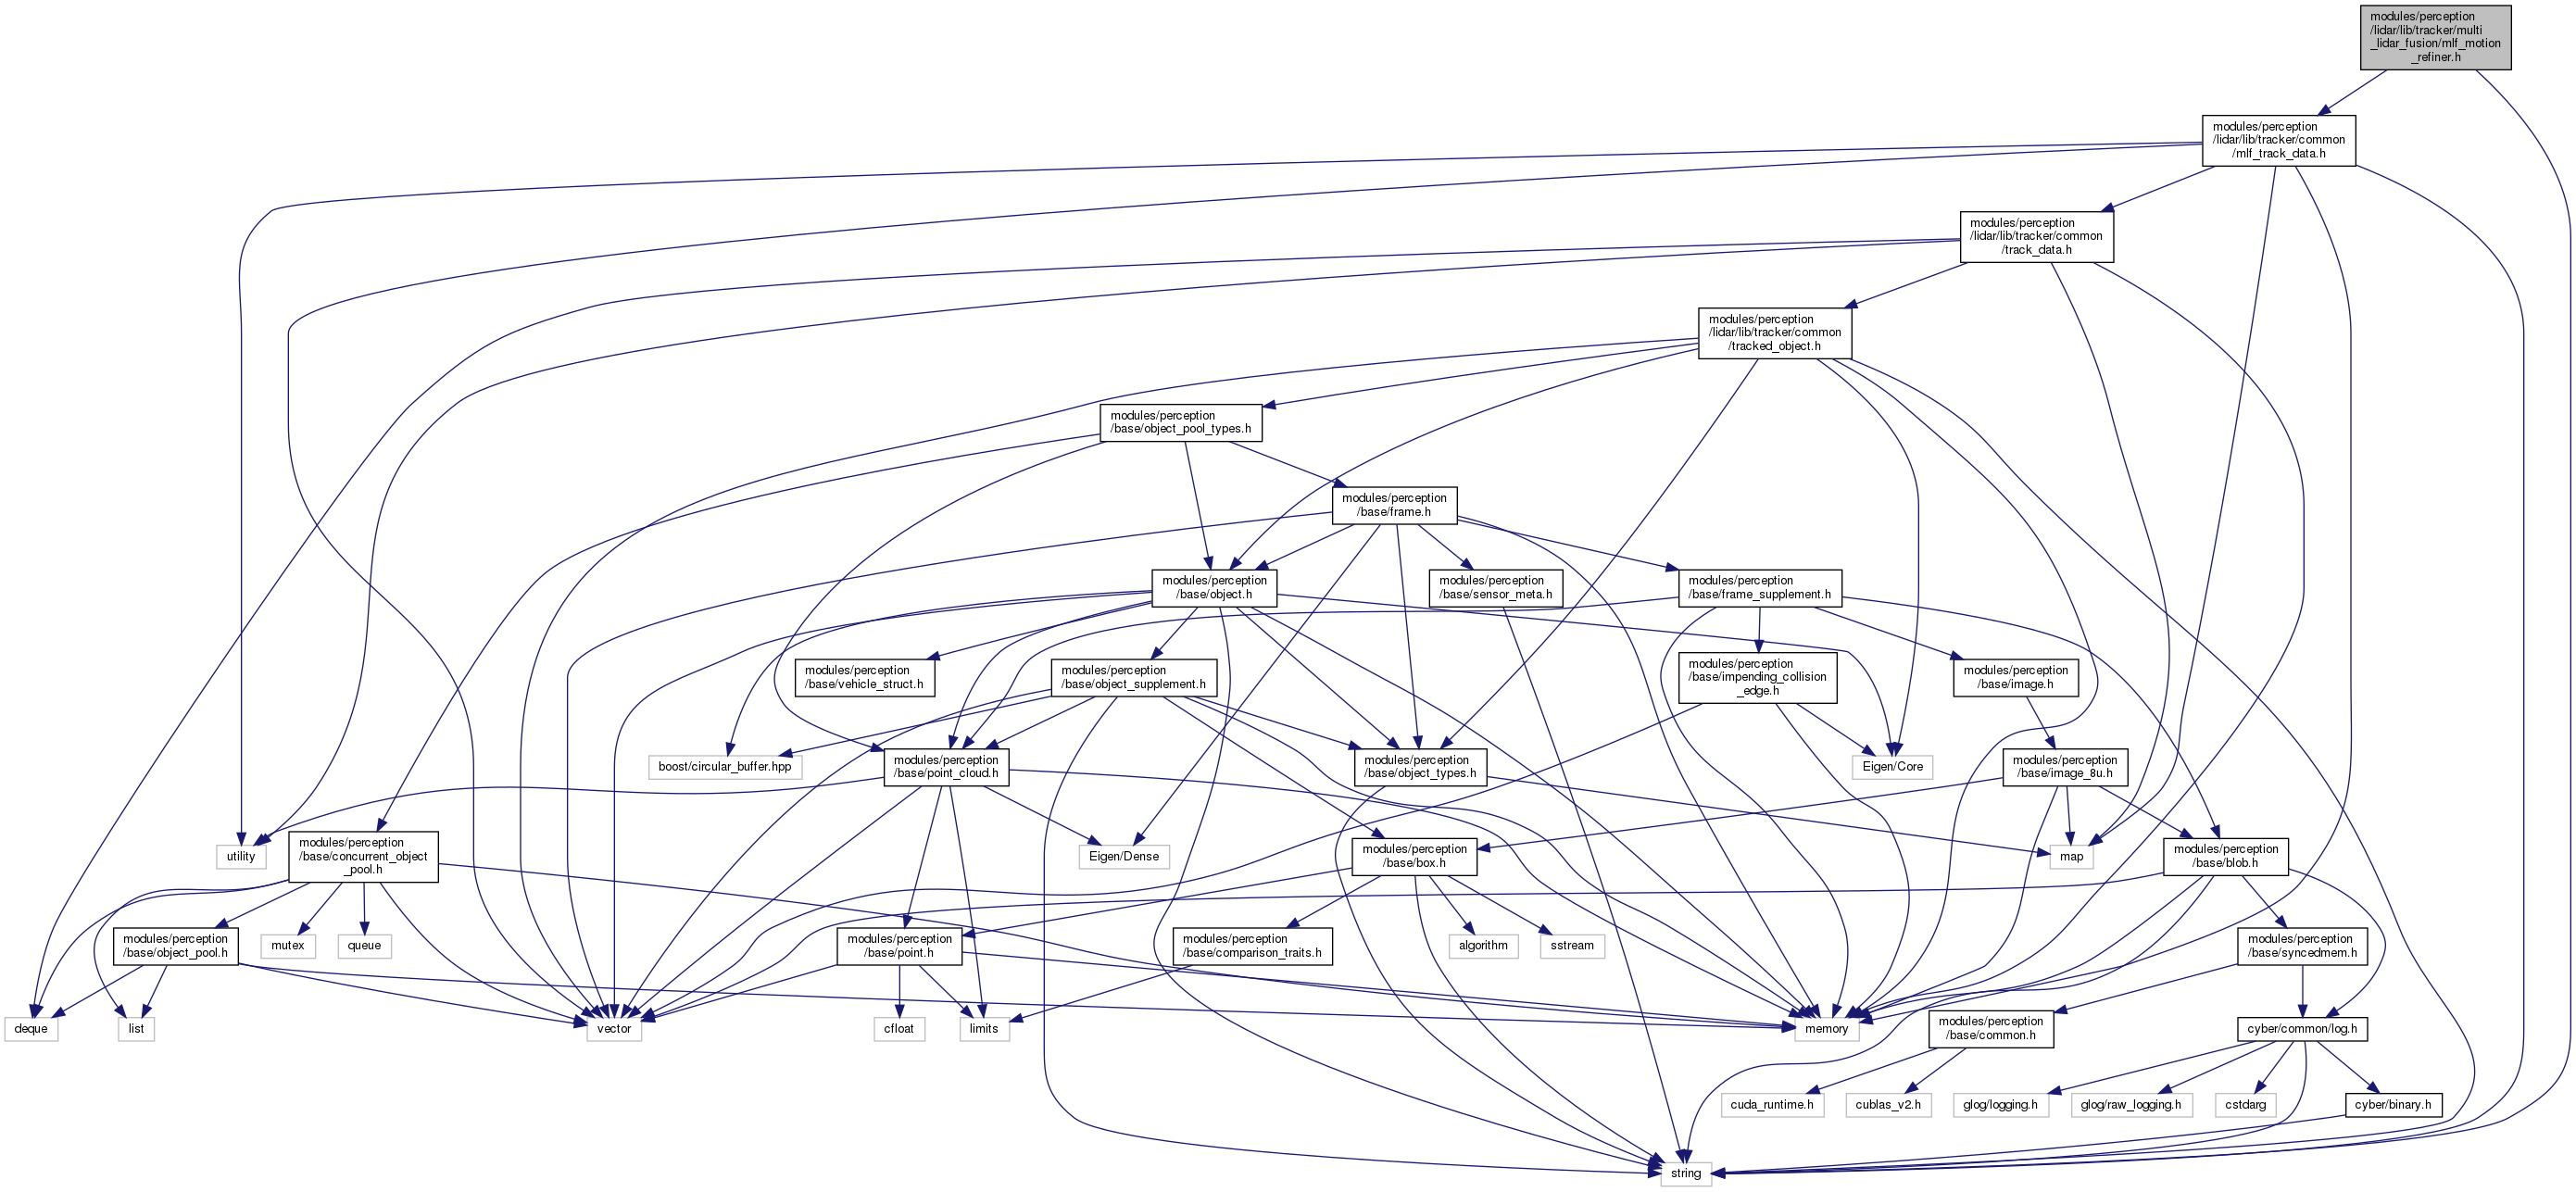 modules/perception
/lidar/lib/tracker/multi
_lidar_fusion/mlf_motion
_refiner.h
modules/perception
/lidar/lib/tracker/common
/mlf_track_data.h
modules/perception
/lidar/lib/tracker/common
/track_data.h
modules/perception
/lidar/lib/tracker/common
/tracked_object.h
modules/perception
/base/object_pool_types.h
modules/perception
/base/frame.h
modules/perception
/base/object.h
modules/perception
/base/sensor_meta.h
modules/perception
/base/frame_supplement.h
modules/perception
/base/vehicle_struct.h
modules/perception
/base/object_supplement.h
modules/perception
/base/impending_collision
_edge.h
modules/perception
/base/image.h
boost/circular_buffer.hpp
modules/perception
/base/point_cloud.h
modules/perception
/base/object_types.h
Eigen/Core
modules/perception
/base/image_8u.h
utility
modules/perception
/base/concurrent_object
_pool.h
Eigen/Dense
modules/perception
/base/box.h
map
modules/perception
/base/blob.h
modules/perception
/base/object_pool.h
mutex
queue
modules/perception
/base/point.h
modules/perception
/base/comparison_traits.h
algorithm
sstream
modules/perception
/base/syncedmem.h
deque
list
vector
cfloat
limits
memory
modules/perception
/base/common.h
cyber/common/log.h
cuda_runtime.h
cublas_v2.h
glog/logging.h
glog/raw_logging.h
cstdarg
cyber/binary.h
string